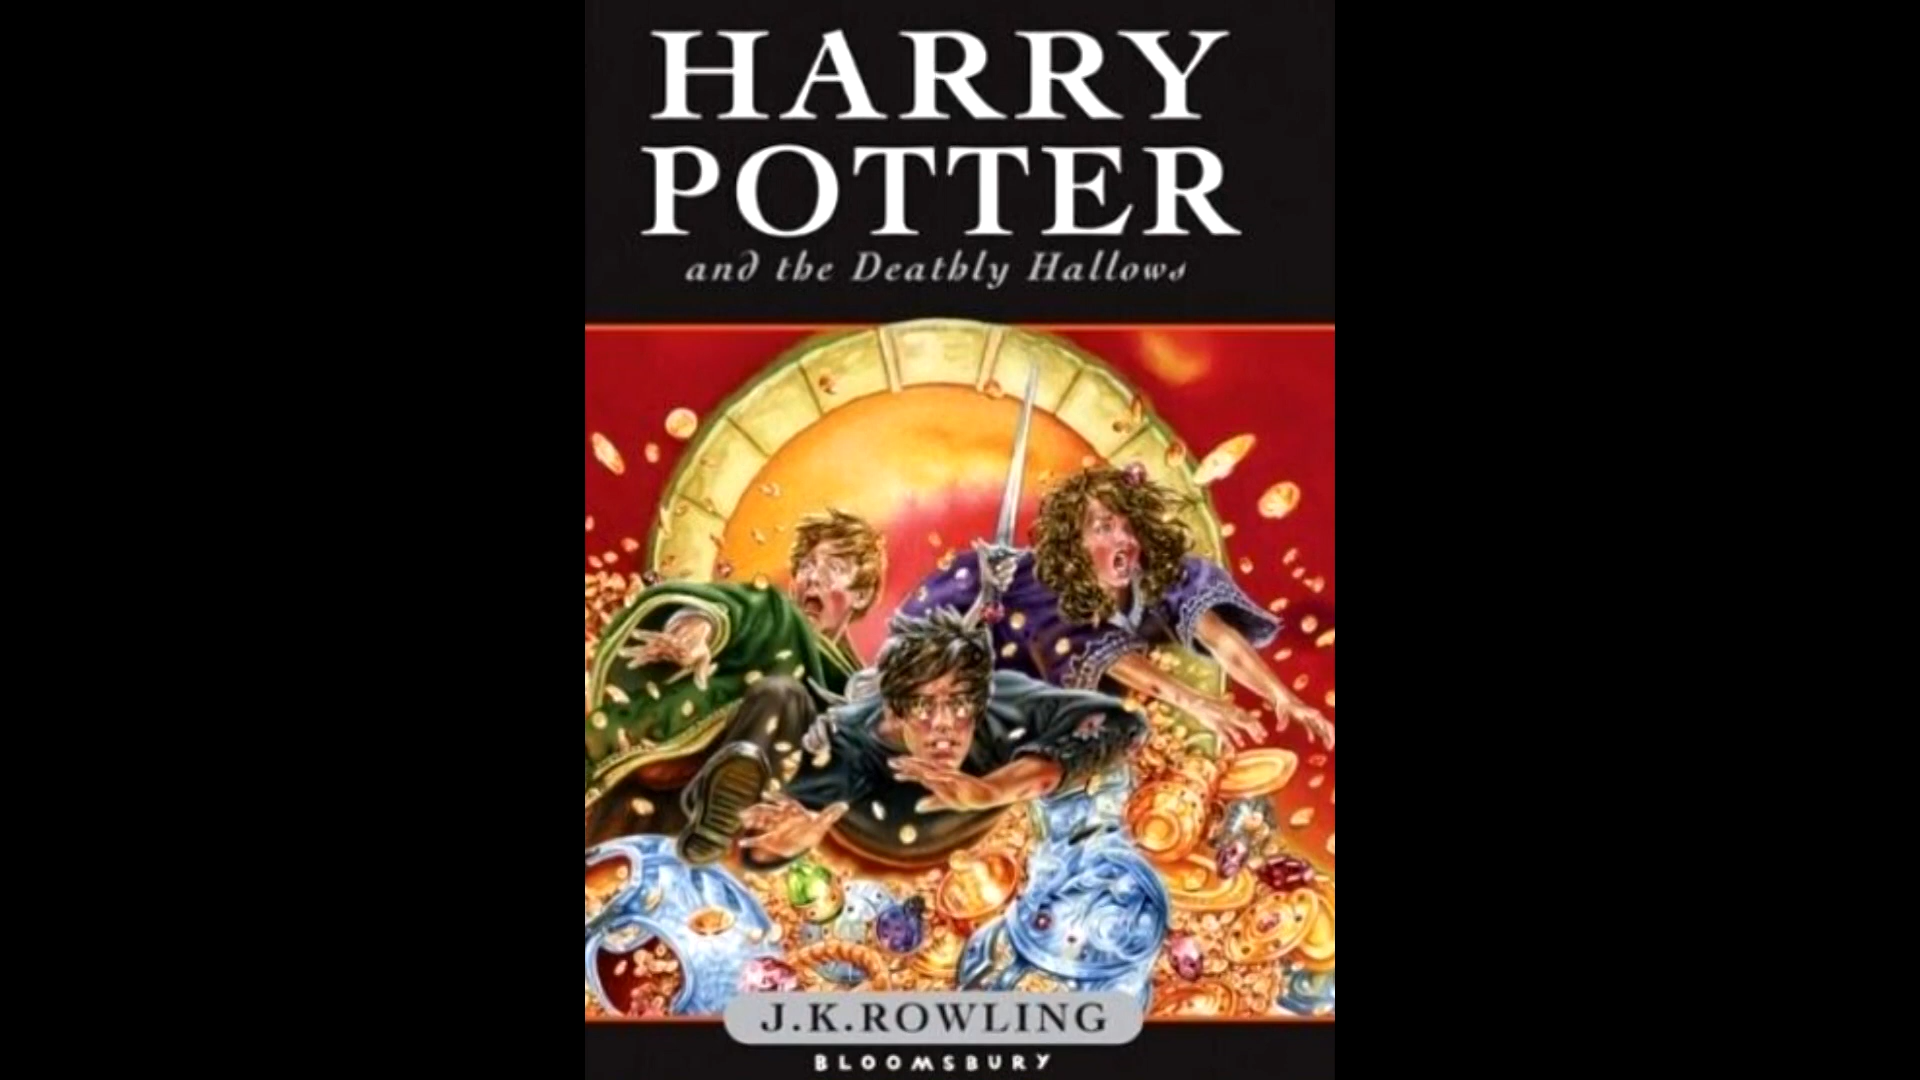 HARRY
POTTER
and the Deathly Hallows
J.K.ROWLING
BLOOMSBURY